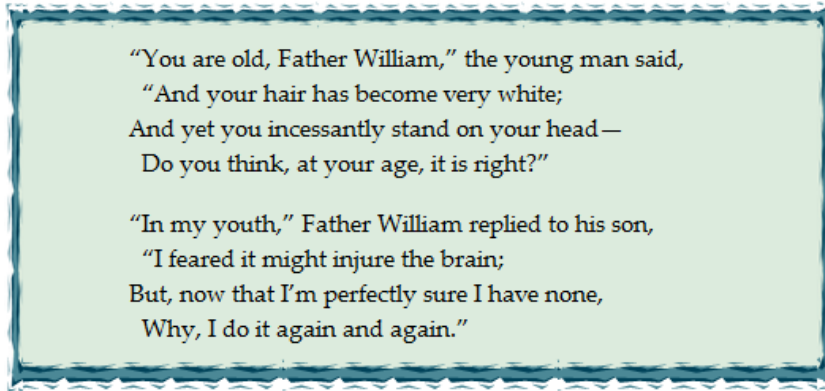 “You are old, Father William,” the young man said,
“And your hair has become very white;
And yet you incessantly stand on your head—
Do you think, at your age, it is right?”
“In my youth,” Father William replied to his son,
“I feared it might injure the brain;
But, now that I’m perfectly sure I have none,
Why, I do it again and again.”